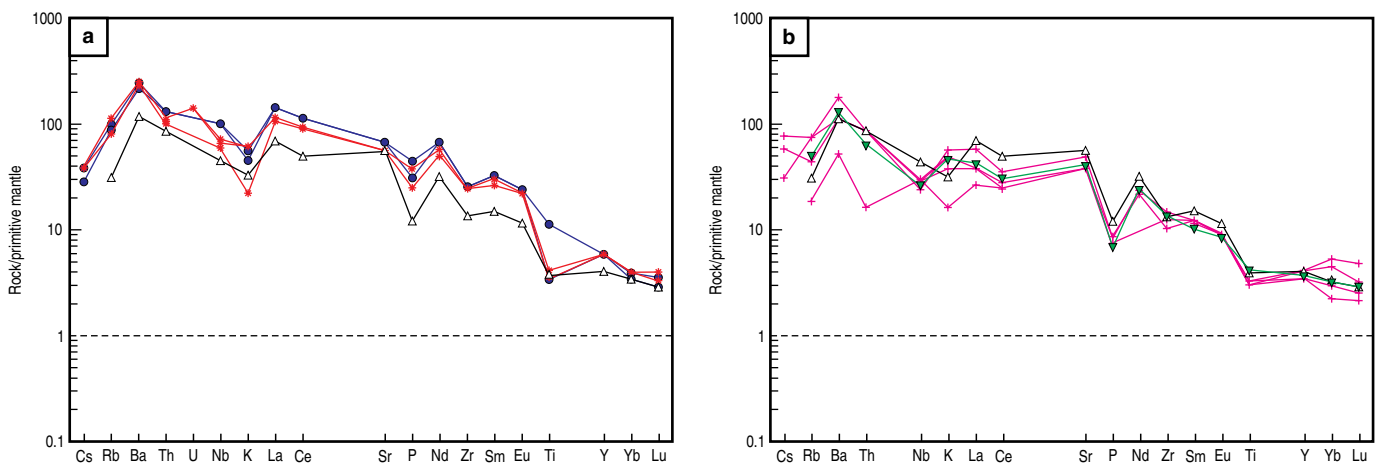 a
1000
100
10
1
0.1
Rock/primitive mantle
Cs Rb Ba Th U Nb K La Ce Sr P Nd Zr Sm Eu Ti Y Yb Lu
b
1000
100
10
1
0.1
Rock/primitive mantle
Cs Rb Ba Th Nb K La Ce Sr P Nd Zr Sm Eu Ti Y Yb Lu